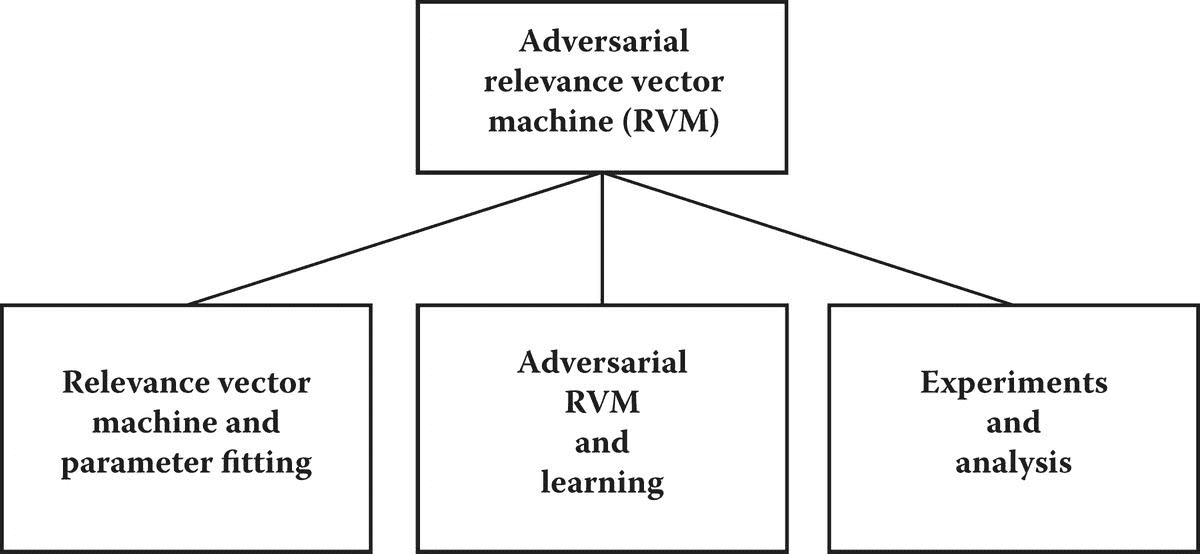 Adversarial
relevance vector
machine (RVM)
Relevance vector
machine and
parameter fitting
Adversarial
RVM
and
learning
Experiments
and
analysis